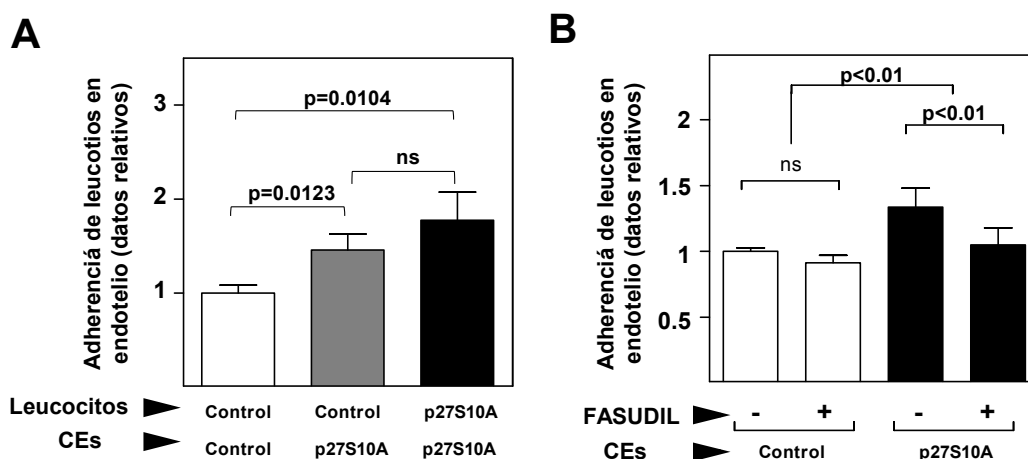 A
Adherenciá de leucotios en
endotelio (datos relativos)
3
2
1
p=0.0104
ns
p=0.0123
Leucocitos Control Control p27S10A
CEs Control p27S10A p27S10A
B
Adherenciá de leucotios en
endotelio (datos relativos)
2
1.5
1
0.5
p<0.01
p<0.01
ns
FASUDIL - + - +
CEs Control p27S10A